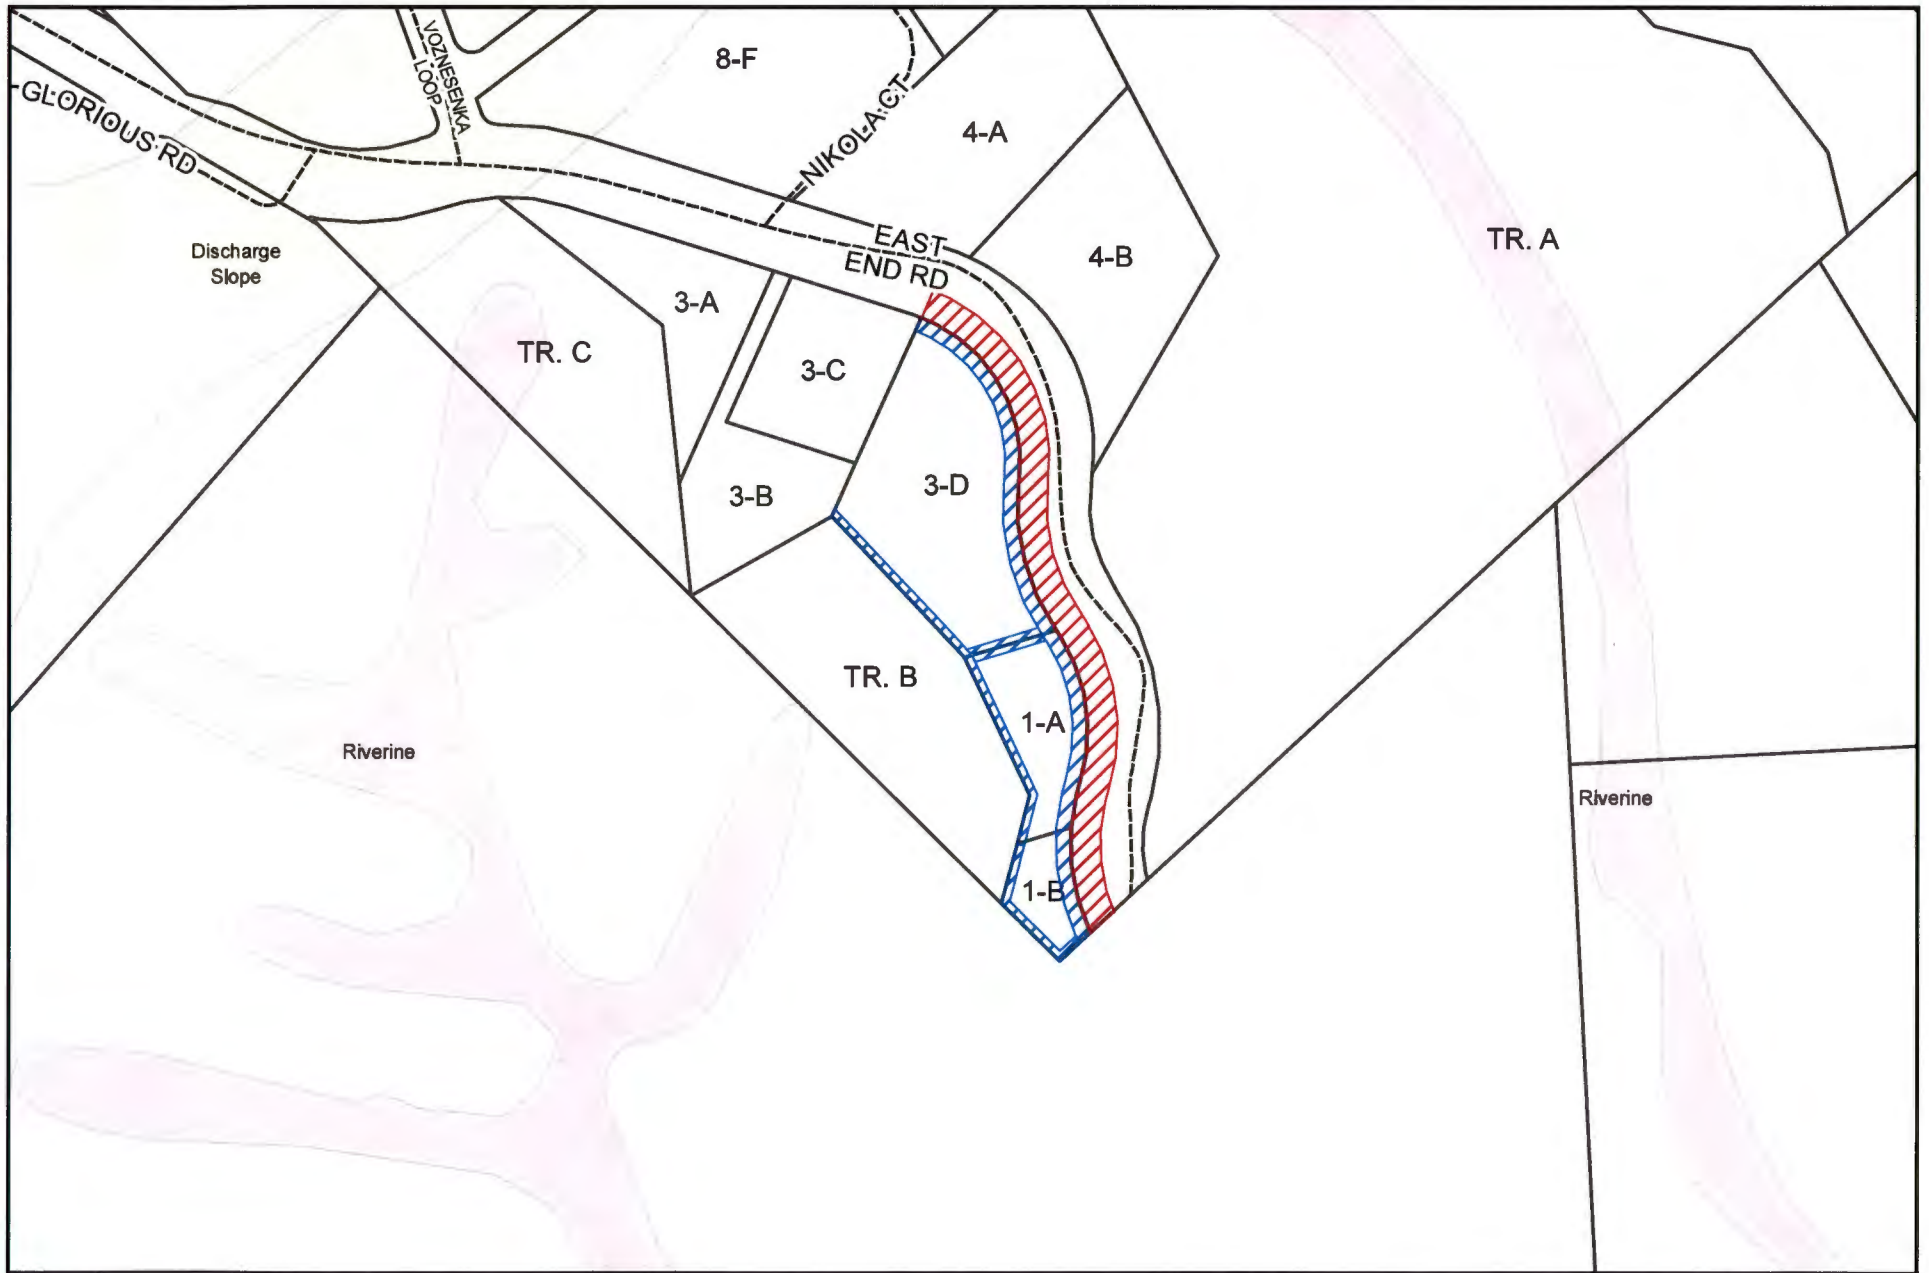 VOZNESENKA
LOOP
8-F
GLORIOUS RD
NIKOLA CT
4-A
EAST
END RD
4-B
TR. A
Discharge
Slope
3-A
TR. C
3-C
3-D
3-B
TR. B
1-A
Riverine
Riverine
1-B